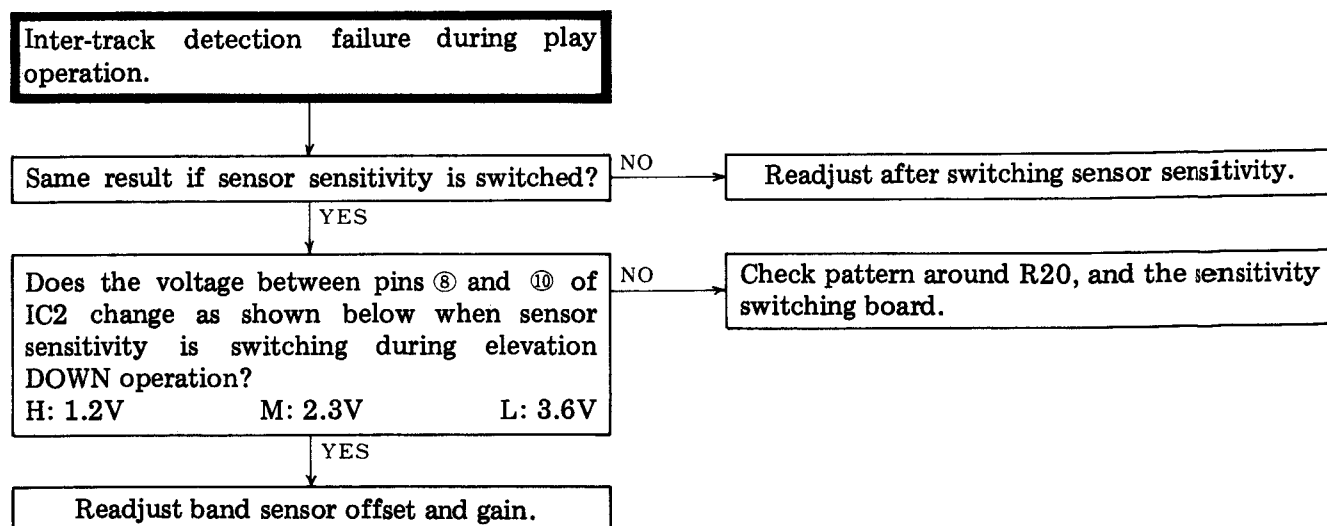 Inter-track detection failure during play
operation.
Same result if sensor sensitivity is switched?
NO
Readjust after switching sensor sensitivity.
YES
Does the voltage between pins ⑧ and ⑩ of
IC2 change as shown below when sensor
sensitivity is switching during elevation
DOWN operation?
H: 1.2V M: 2.3V L: 3.6V
NO
Check pattern around R20, and the sensitivity
switching board.
YES
Readjust band sensor offset and gain.